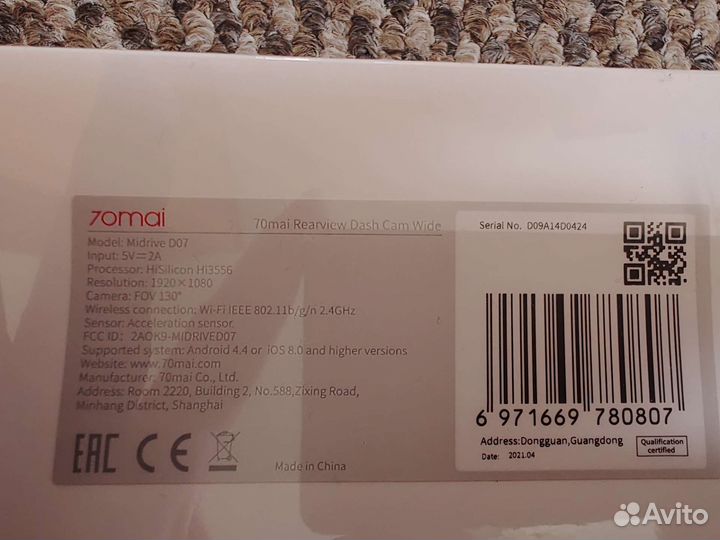 70mai
70mai Rearview Dash Cam Wide
Model: Midrive D07
Input: 5V⎓2A
Processor: HiSilicon Hi3556
Resolution: 1920×1080
Camera: FOV 130°
Wireless connection: Wi-Fi IEEE 802.11b/g/n 2.4GHz
Sensor: Acceleration sensor
FCC ID: 2AOK9-MIDRIVED07
Supported system: Android 4.4 or iOS 8.0 and higher versions
Website: www.70mai.com
Manufacturer: 70mai Co., Ltd.
Address: Room 2220, Building 2, No.588,Zixing Road,
Minhang District, Shanghai
EAC CE
Made in China
Serial No. D09A14D0424
6 971669 780807
Address:Dongguan,Guangdong
Date: 2021.04
Qualification
certified
Avito